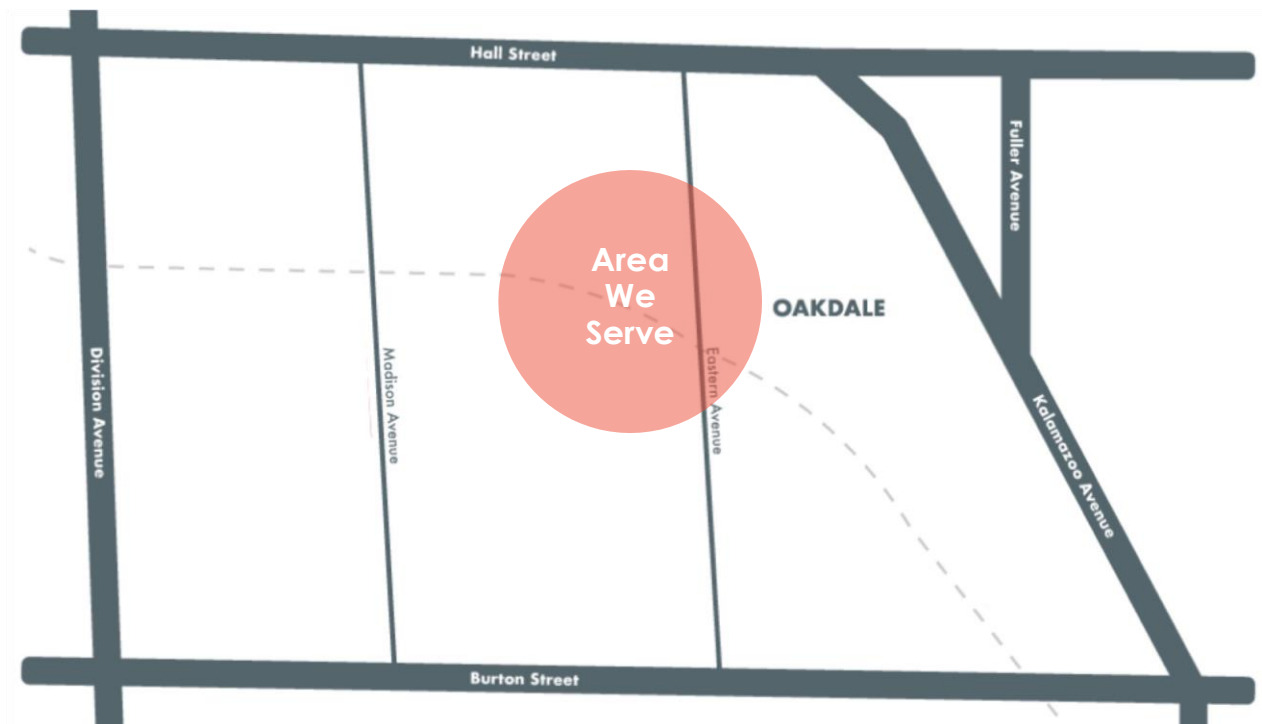 Hall Street
Fuller Avenue
Area
We
Serve
OAKDALE
Division Avenue
Madison Avenue
Eastern Avenue
Kalamazoo Avenue
Burton Street